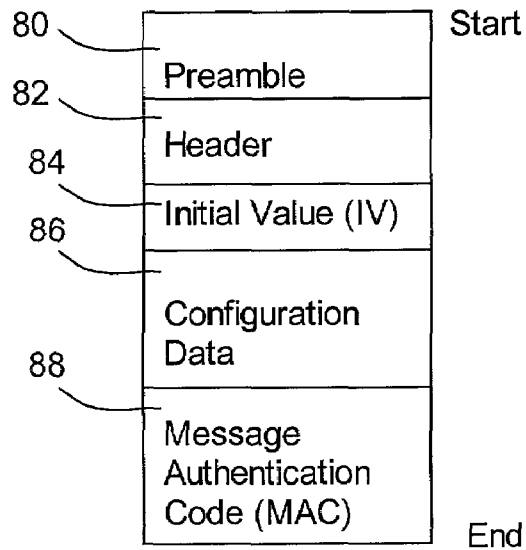 80
Start
Preamble
82
Header
84
Initial Value (IV)
86
Configuration
Data
88
Message
Authentication
Code (MAC)
End